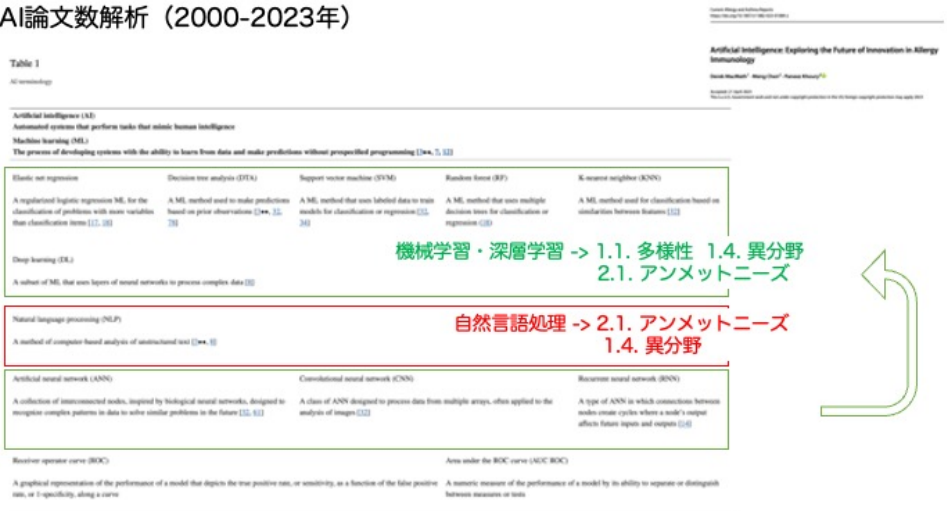 AI論文数解析（2000-2023年）
Artificial Intelligence: Exploring the Future of Innovation in Allergy
Immunology
Table 1
AI terminology
Artificial intelligence (AI)
Automated systems that perform tasks that mimic human intelligence
Machine learning (ML)
The process of developing systems with the ability to learn from data and make predictions without prespecified programming [3••, 7, 12]
Elastic net regression
A regularized logistic regression ML for the
classification of problems with more variables
than classification items [17, 18]
Decision tree analysis (DTA)
A ML method used to make predictions
based on prior observations [3••, 32,
78]
Support vector machine (SVM)
A ML method that uses labeled data to train
models for classification or regression [32,
34]
Random forest (RF)
A ML method that uses multiple
decision trees for classification or
regression
K-nearest neighbor (KNN)
A ML method used for classification based on
similarities between features [32]
機械学習・深層学習 -> 1.1. 多様性 1.4. 異分野
2.1. アンメットニーズ
Deep learning (DL)
A subset of ML that uses layers of neural networks to process complex data [8]
Natural language processing (NLP)
A method of computer-based analysis of unstructured text
自然言語処理 -> 2.1. アンメットニーズ
1.4. 異分野
Artificial neural network (ANN)
A collection of interconnected nodes, inspired by biological neural networks, designed to
recognize complex patterns in data to solve similar problems in the future
Convolutional neural network (CNN)
A class of ANN designed to process data from multiple arrays, often applied to the
analysis of images [32]
Recurrent neural network (RNN)
A type of ANN in which connections between
nodes create cycles where a node's output
affects future inputs and outputs [14]
Receiver operator curve (ROC)
A graphical representation of the performance of a model that depicts the true positive rate, or sensitivity, as a function of the false positive
rate, or 1-specificity, along a curve
Area under the ROC curve (AUC ROC)
A numeric measure of the performance of a model by its ability to separate or distinguish
between measures or tests